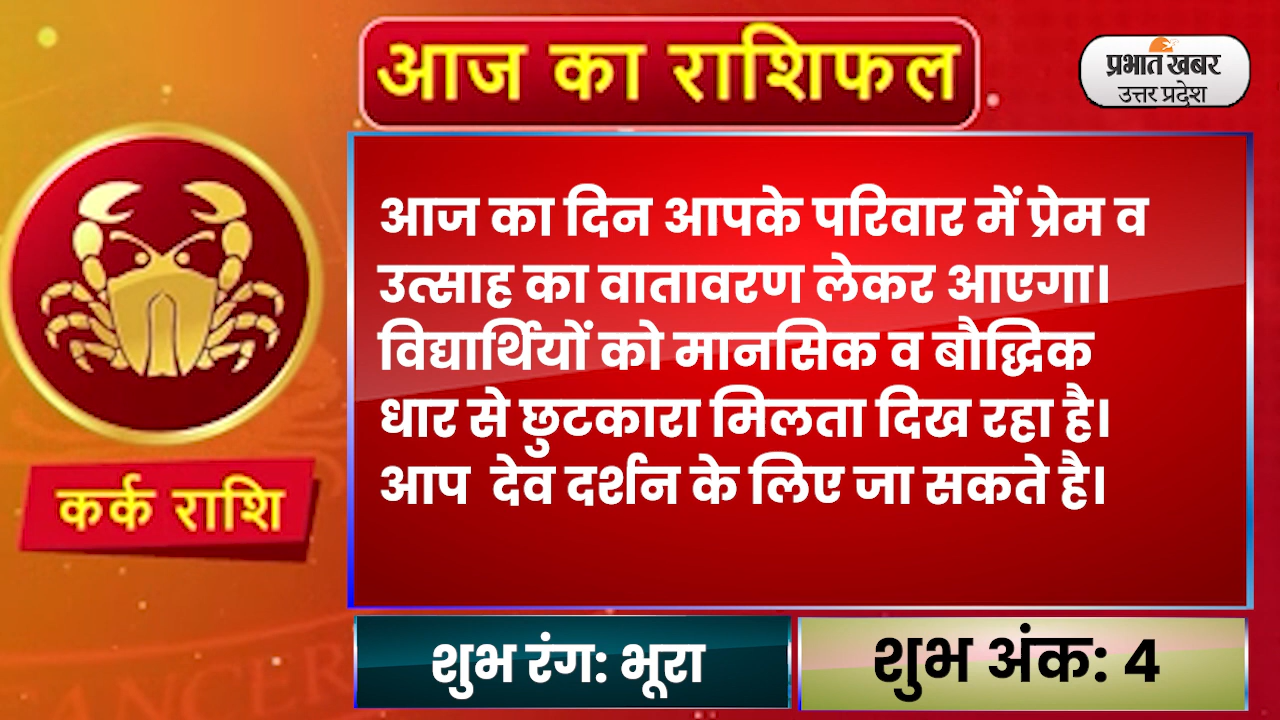 आज का राशिफल
प्रभात खबर
उत्तर प्रदेश
आज का दिन आपके परिवार में प्रेम व
उत्साह का वातावरण लेकर आएगा।
विद्यार्थियों को मानसिक व बौद्धिक
धार से छुटकारा मिलता दिख रहा है।
आप  देव दर्शन के लिए जा सकते है।
कर्क राशि
शुभ रंग: भूरा
शुभ अंक: 4
ANCER